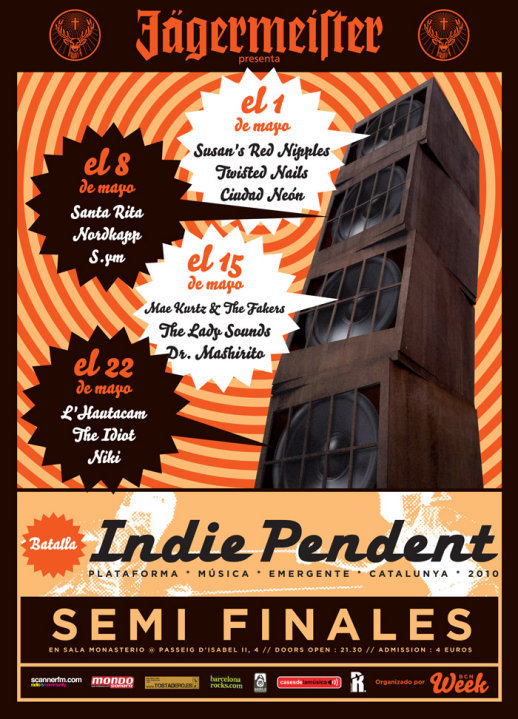 Jägermeister
presenta
el 1
de mayo
Susan's Red Nipples
Twisted Nails
Ciudad Neón
el 8
de mayo
Santa Rita
Nordkapp
S.ym
el 15
de mayo
Mae Kurtz & The Fakers
The Lady Sounds
Dr. Mashirito
el 22
de mayo
L'Hautacam
The Idiot
Niki
Batalla
Indie Pendent
PLATAFORMA * MÚSICA * EMERGENTE * CATALUNYA * 2010
SEMI FINALES
EN SALA MONASTERIO @ PASSEIG D'ISABEL II, 4 // DOORS OPEN : 21.30 // ADMISSION : 4 EUROS
scannerfm.com
mondo
sonoro
TOSTADERO.ES
barcelona
rocks.com
casesdelamúsica
R
Organizado por
BCN
Week